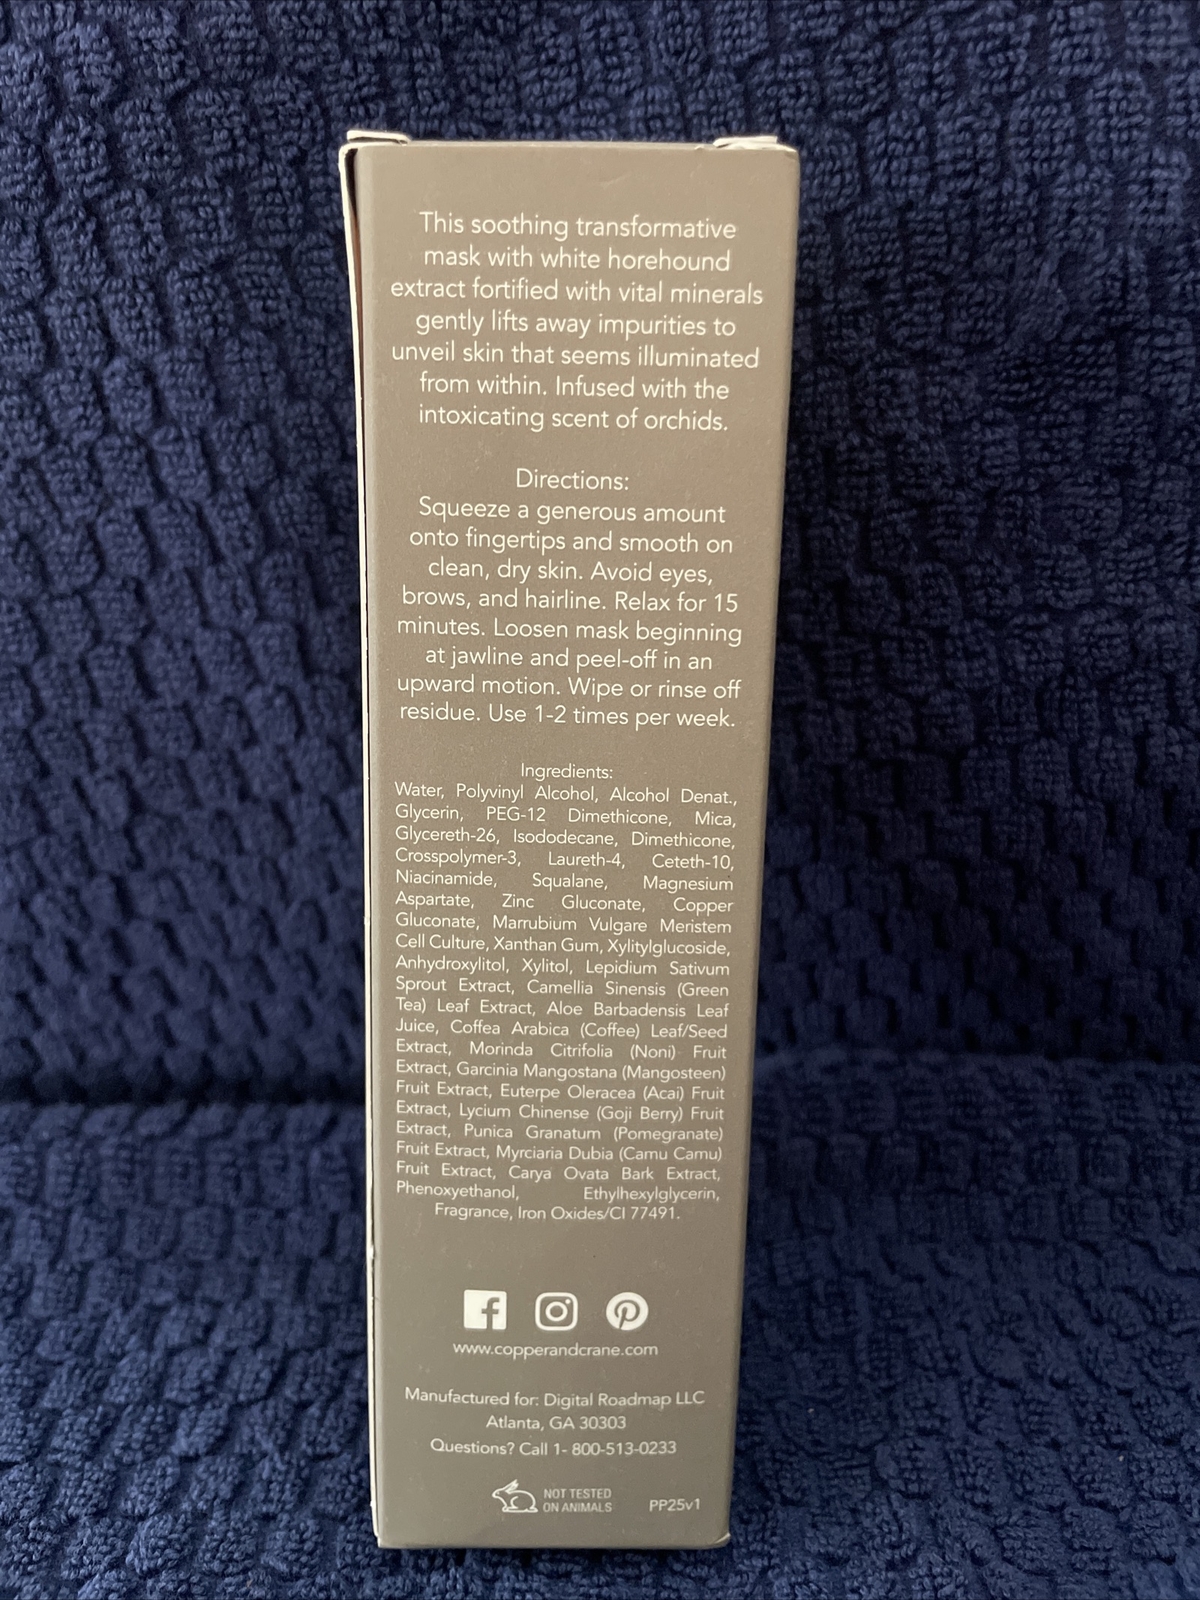 This soothing transformative
mask with white horehound
extract fortified with vital minerals
gently lifts away impurities to
unveil skin that seems illuminated
from within. Infused with the
intoxicating scent of orchids.
Directions:
Squeeze a generous amount
onto fingertips and smooth on
clean, dry skin. Avoid eyes,
brows, and hairline. Relax for 15
minutes. Loosen mask beginning
at jawline and peel-off in an
upward motion. Wipe or rinse off
residue. Use 1-2 times per week.
Ingredients:
Water, Polyvinyl Alcohol, Alcohol Denat.,
Glycerin, PEG-12 Dimethicone, Mica,
Glycereth-26, Isododecane, Dimethicone,
Crosspolymer-3, Laureth-4, Ceteth-10,
Niacinamide, Squalane, Magnesium
Aspartate, Zinc Gluconate, Copper
Gluconate, Marrubium Vulgare Meristem
Cell Culture, Xanthan Gum, Xylitylglucoside,
Anhydroxylitol, Xylitol, Lepidium Sativum
Sprout Extract, Camellia Sinensis (Green
Tea) Leaf Extract, Aloe Barbadensis Leaf
Juice, Coffea Arabica (Coffee) Leaf/Seed
Extract, Morinda Citrifolia (Noni) Fruit
Extract, Garcinia Mangostana (Mangosteen)
Fruit Extract, Euterpe Oleracea (Acai) Fruit
Extract, Lycium Chinense (Goji Berry) Fruit
Extract, Punica Granatum (Pomegranate)
Fruit Extract, Myrciaria Dubia (Camu Camu)
Fruit Extract, Carya Ovata Bark Extract,
Phenoxyethanol, Ethylhexylglycerin,
Fragrance, Iron Oxides/CI 77491.
www.copperandcrane.com
Manufactured for: Digital Roadmap LLC
Atlanta, GA 30303
Questions? Call 1- 800-513-0233
NOT TESTED
ON ANIMALS
PP25v1